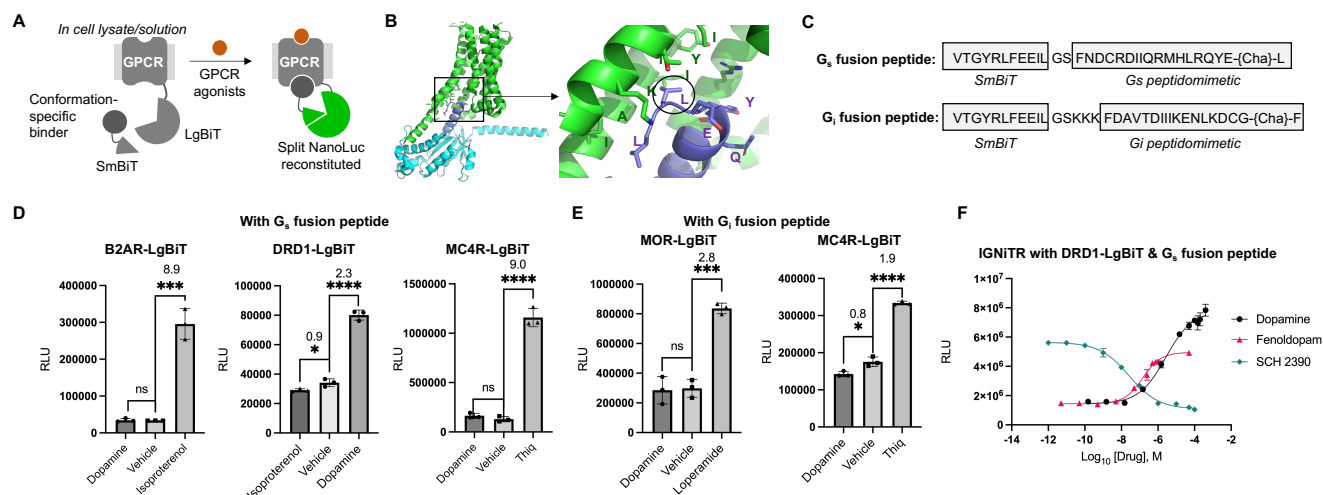 A
In cell lysate/solution
GPCR
GPCR
agonists
GPCR
Conformation-
specific
binder
LgBiT
SmBiT
Split NanoLuc
reconstituted
B
I
Y
I
I
K
L
Y
A
E
L
I
Q
C
Gs fusion peptide: VTGYRLFEEIL GS FNDCRDIIQRMHLRQYE-{Cha}-L
SmBiT Gs peptidomimetic
Gi fusion peptide: VTGYRLFEEIL GSKKK FDAVTDIIIKENLKDCG-{Cha}-F
SmBiT Gi peptidomimetic
D
With Gs fusion peptide
B2AR-LgBiT
8.9
***
ns
RLU
400000
300000
200000
100000
0
Dopamine
Vehicle
Isoproterenol
DRD1-LgBiT
2.3
****
0.9
*
RLU
100000
80000
60000
40000
20000
0
Isoproterenol
Vehicle
Dopamine
MC4R-LgBiT
9.0
****
ns
RLU
1500000
1000000
500000
0
Dopamine
Vehicle
Thiq
E
With Gi fusion peptide
MOR-LgBiT
2.8
***
ns
RLU
1000000
800000
600000
400000
200000
0
Dopamine
Vehicle
Loperamide
MC4R-LgBiT
1.9
****
0.8
*
RLU
400000
300000
200000
100000
0
Dopamine
Vehicle
Thiq
F
IGNiTR with DRD1-LgBiT & Gs fusion peptide
RLU
1×10⁷
8×10⁶
6×10⁶
4×10⁶
2×10⁶
0
-14 -12 -10 -8 -6 -4 -2
Log10 [Drug], M
Dopamine
Fenoldopam
SCH 2390